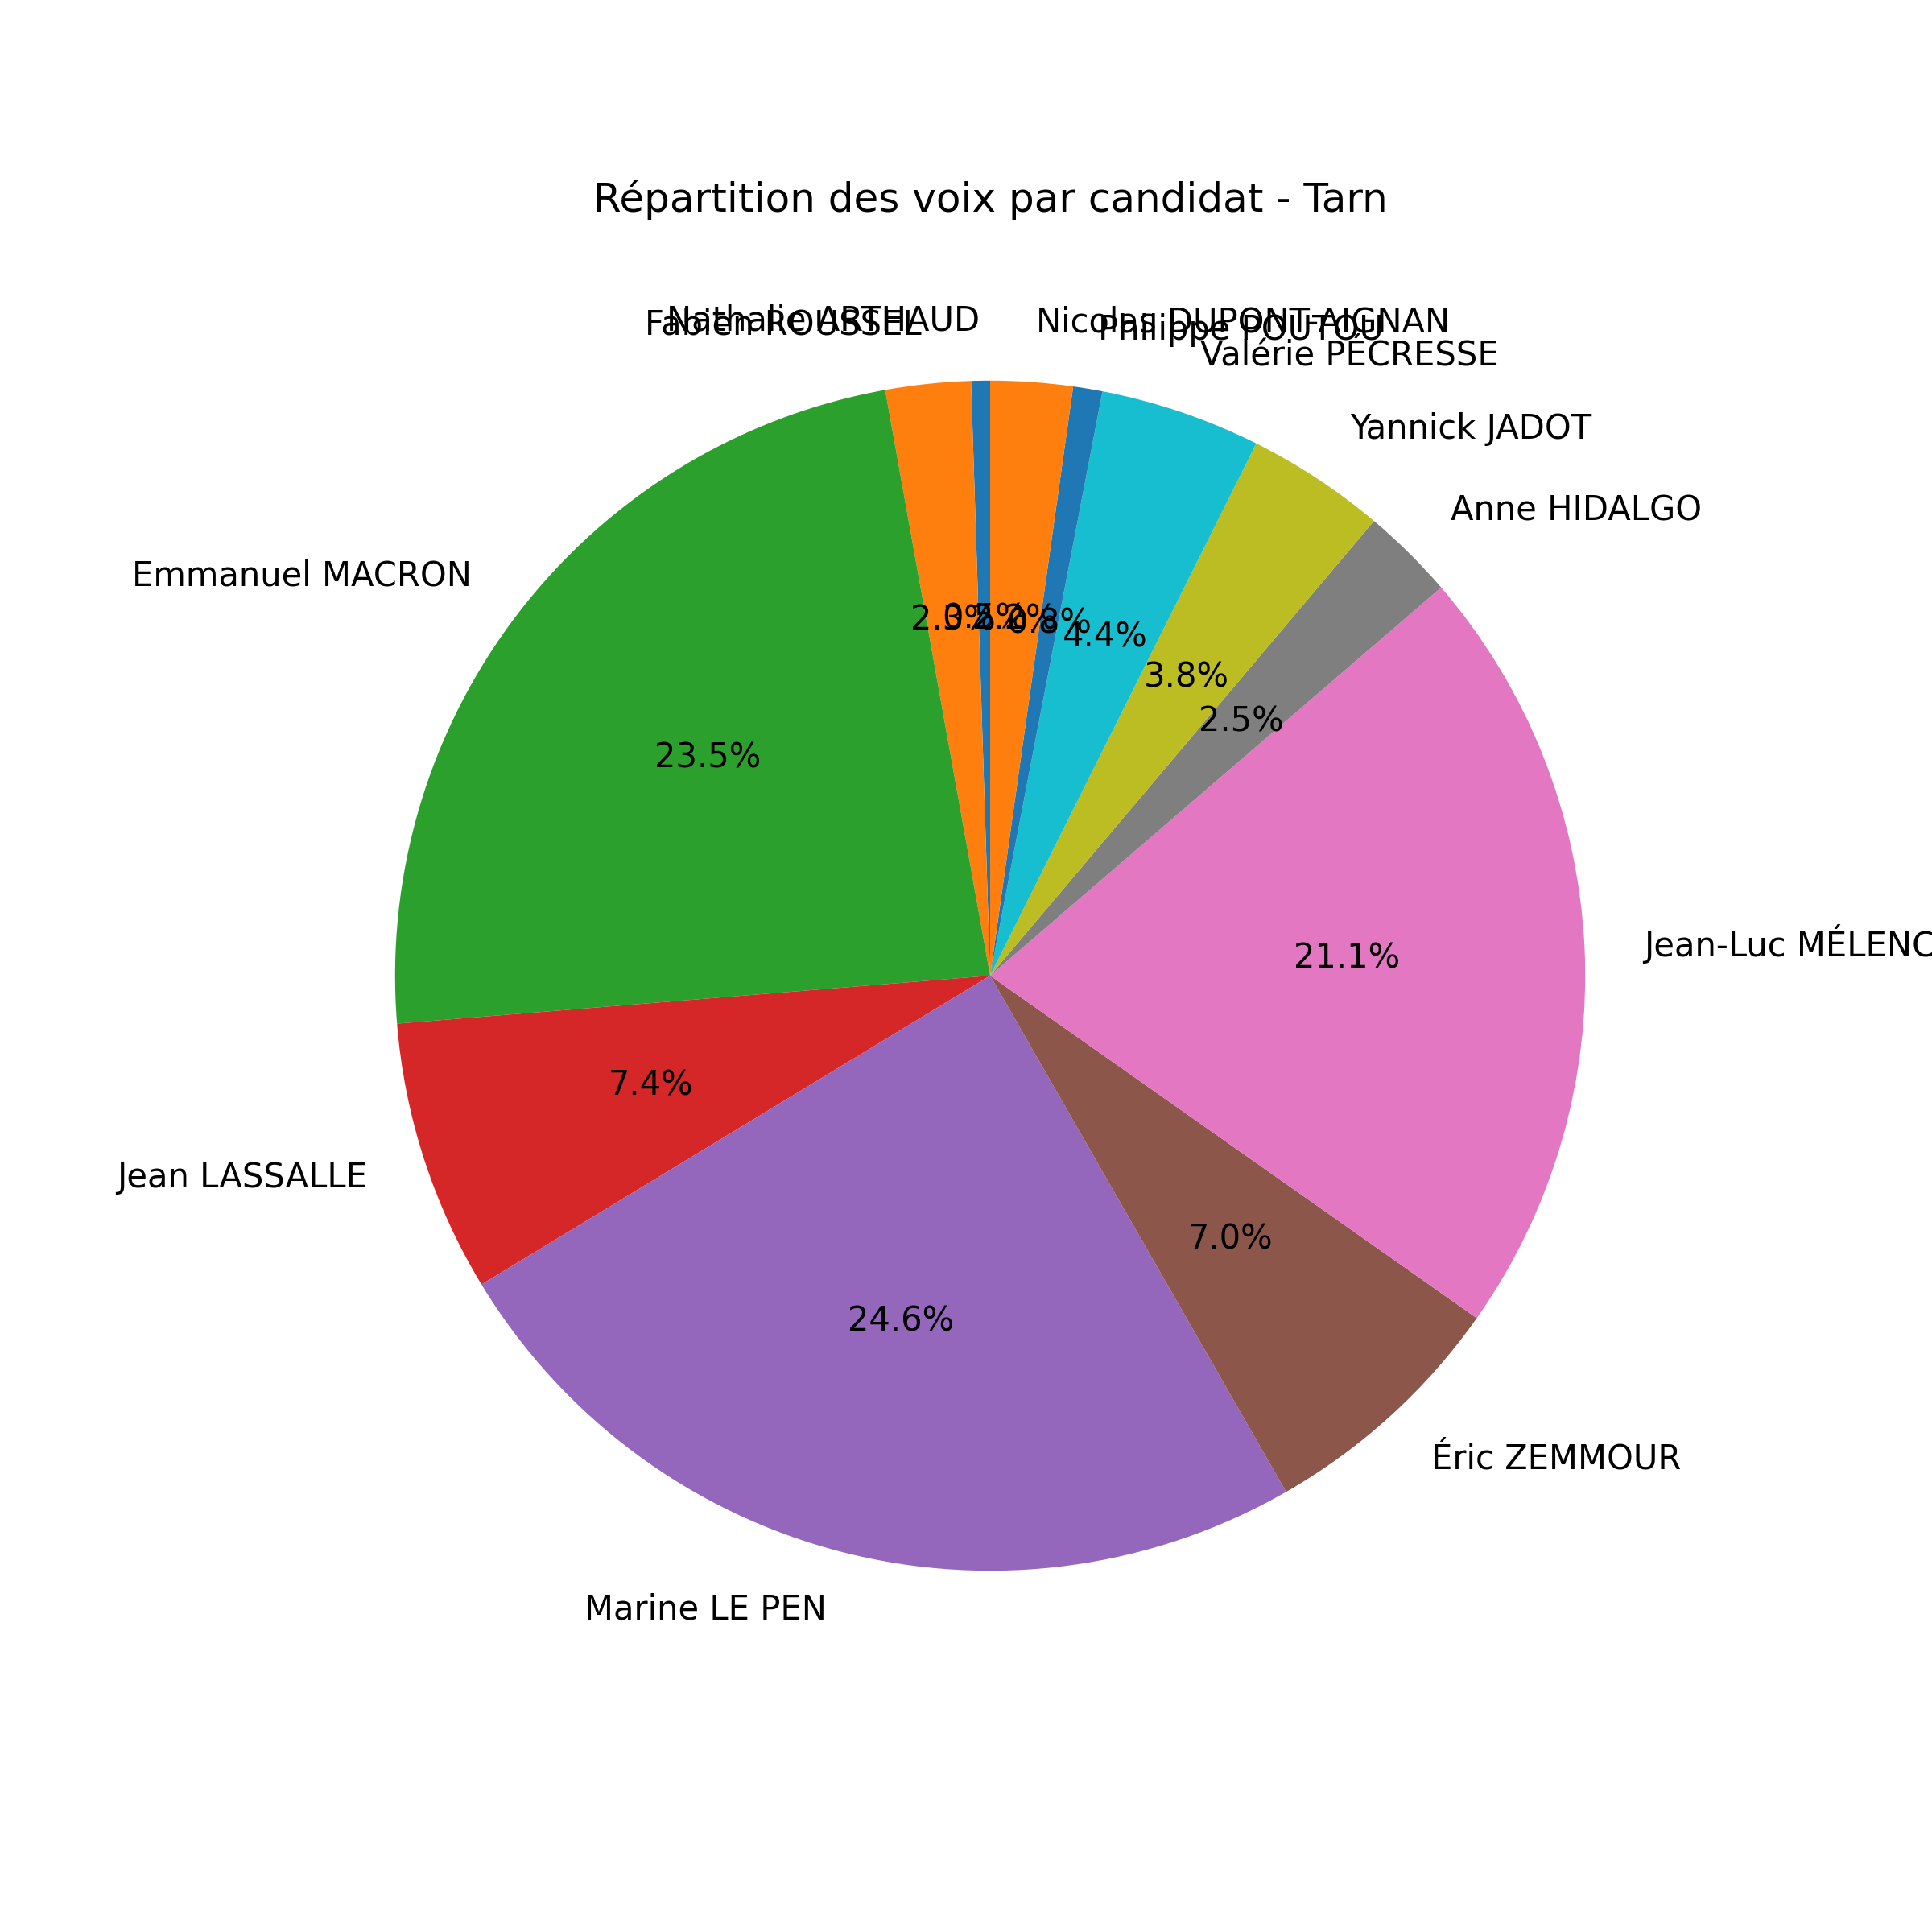 Répartition des voix par candidat - Tarn
Nathalie ARTHAUD
Fabien ROUSSEL
Nicolas DUPONT-AIGNAN
Philippe POUTOU
Valérie PÉCRESSE
Yannick JADOT
Anne HIDALGO
Emmanuel MACRON
2.3%
0.5%
2.2%
0.8%
4.4%
3.8%
2.5%
23.5%
Jean-Luc MÉLENC
21.1%
7.4%
Jean LASSALLE
7.0%
24.6%
Éric ZEMMOUR
Marine LE PEN